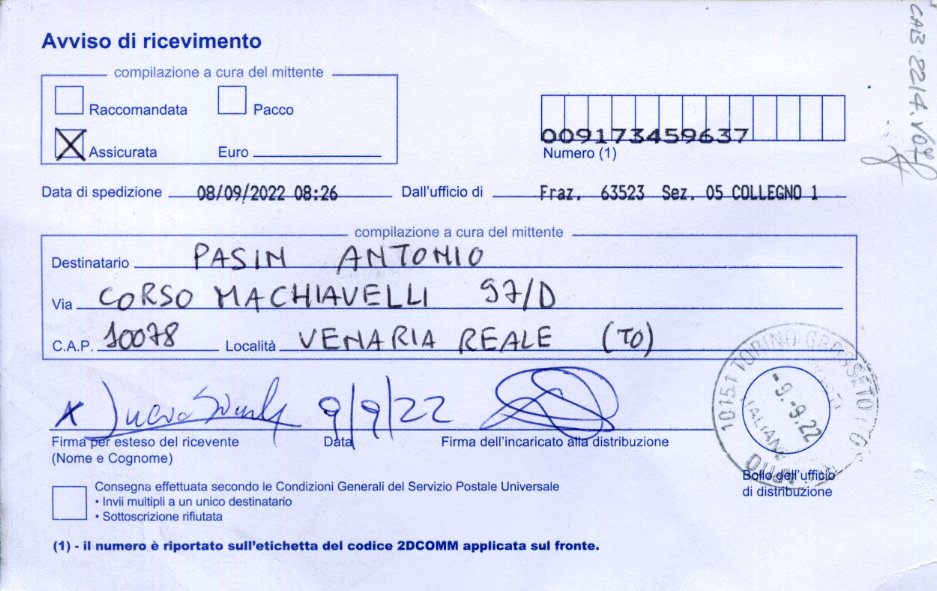 Avviso di ricevimento
compilazione a cura del mittente
Raccomandata Pacco
Assicurata Euro
009173459637
Numero (1)
Data di spedizione 08/09/2022 08:26 Dall'ufficio di Fraz. 63523 Sez. 05 COLLEGNO 1
compilazione a cura del mittente
Destinatario PASIN ANTONIO
Via CORSO MACHIAVELLI 97/D
C.A.P. 10078 Località VENARIA REALE (TO)
9/9/22
Firma per esteso del ricevente Data Firma dell'incaricato alla distribuzione
(Nome e Cognome)
Bollo dell'ufficio
di distribuzione
Consegna effettuata secondo le Condizioni Generali del Servizio Postale Universale
• Invii multipli a un unico destinatario
• Sottoscrizione rifiutata
(1) - il numero è riportato sull'etichetta del codice 2DCOMM applicata sul fronte.
TORINO GROSSETO
-9.-9.22
CAB 8214